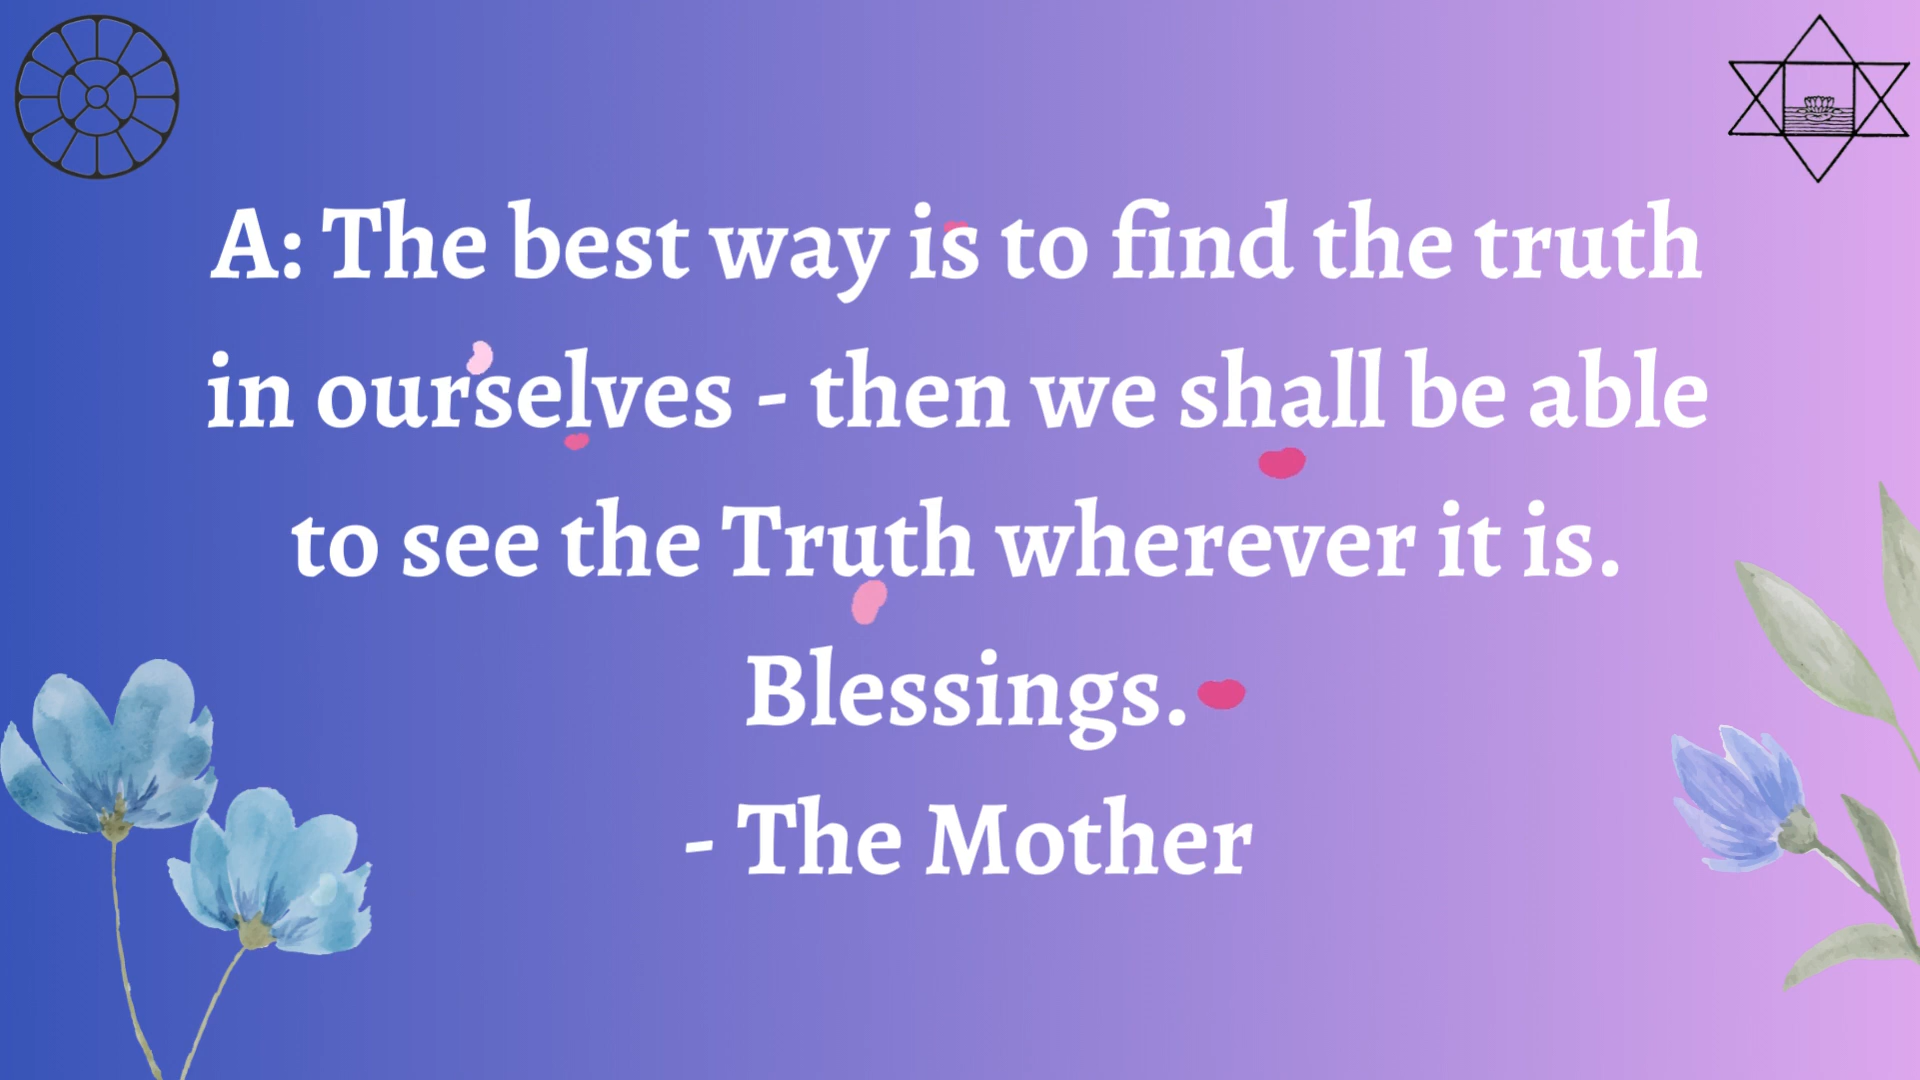 A: The best way is to find the truth
in ourselves - then we shall be able
to see the Truth wherever it is.
Blessings.
- The Mother